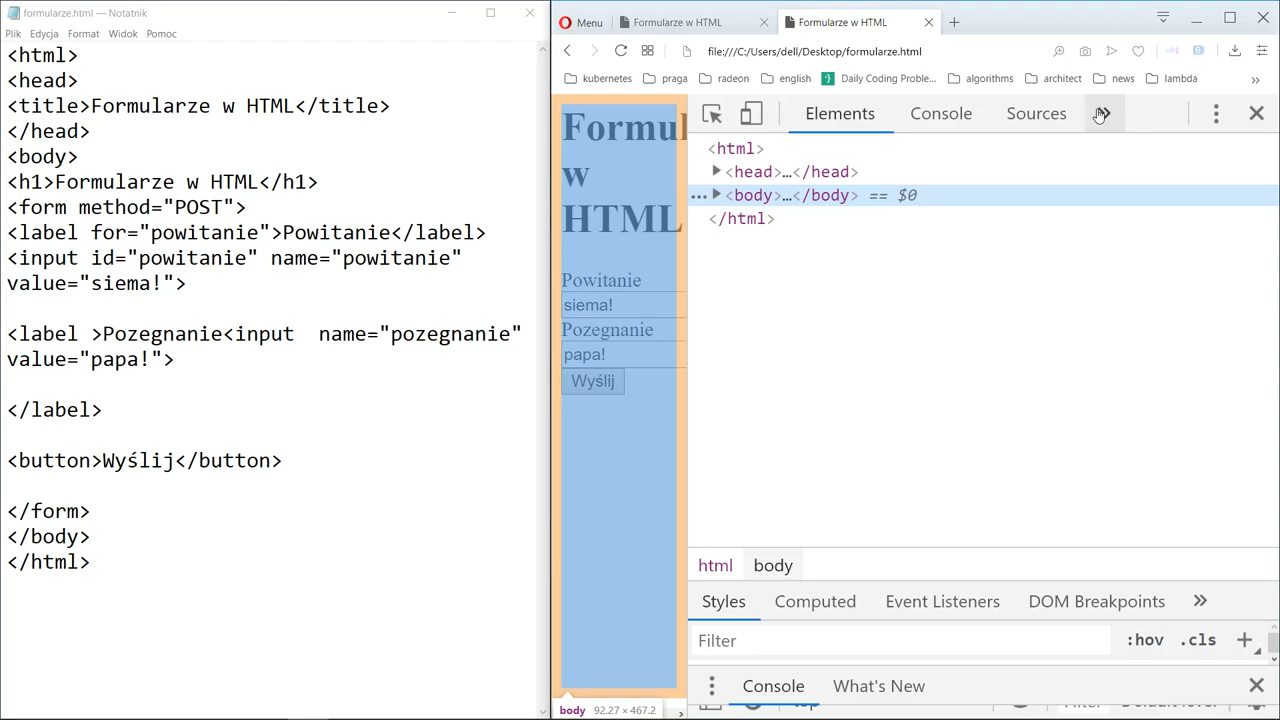 formularze.html — Notatnik
Plik Edycja Format Widok Pomoc
<html>
<head>
<title>Formularze w HTML</title>
</head>
<body>
<h1>Formularze w HTML</h1>
<form method="POST">
<label for="powitanie">Powitanie</label>
<input id="powitanie" name="powitanie"
value="siema!">
<label >Pozegnanie<input  name="pozegnanie"
value="papa!">
</label>
<button>Wyślij</button>
</form>
</body>
</html>
Menu Formularze w HTML Formularze w HTML
file:///C:/Users/dell/Desktop/formularze.html
kubernetes praga radeon english Daily Coding Proble... algorithms architect news lambda »
Formul
w
HTML
Powitanie
siema!
Pozegnanie
papa!
Wyślij
body 92.27 × 467.2
Elements Console Sources »
<html>
<head>…</head>
<body>…</body> == $0
</html>
html body
Styles Computed Event Listeners DOM Breakpoints »
Filter :hov .cls +
Console What's New